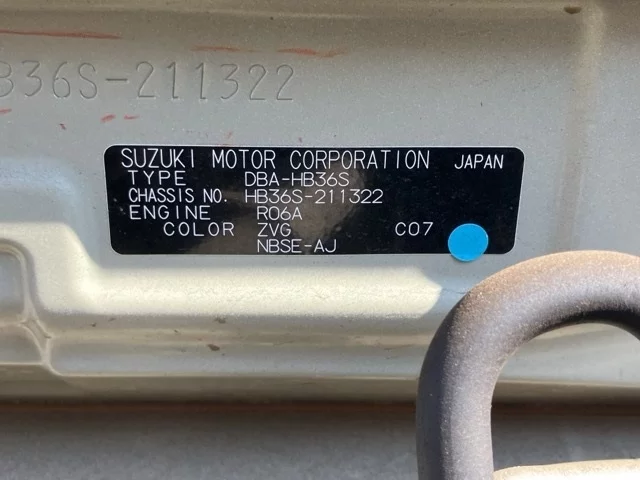 B36S-211322
SUZUKI MOTOR CORPORATION JAPAN
TYPE DBA-HB36S
CHASSIS NO. HB36S-211322
ENGINE R06A
COLOR ZVG C07
NBSE-AJ